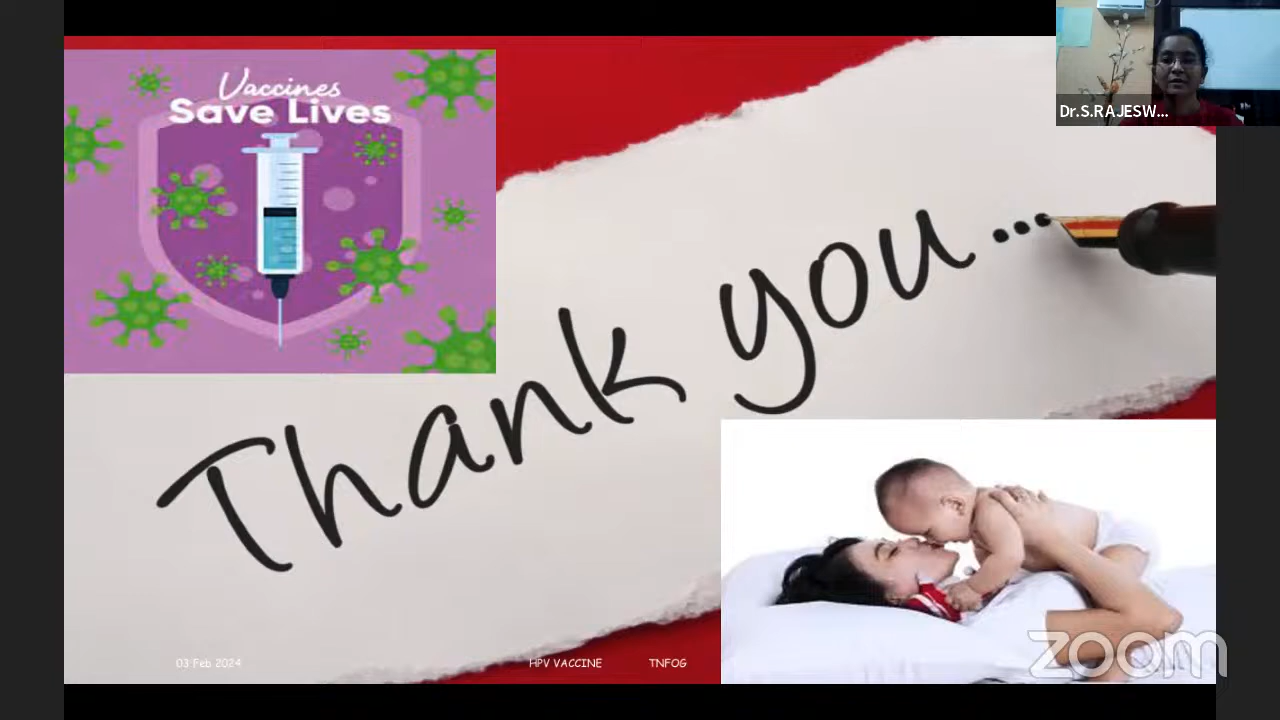 Vaccines
Save Lives
Dr.S.RAJESW...
Thank you...
03 Feb 2024
HPV VACCINE
TNFOG
zoom